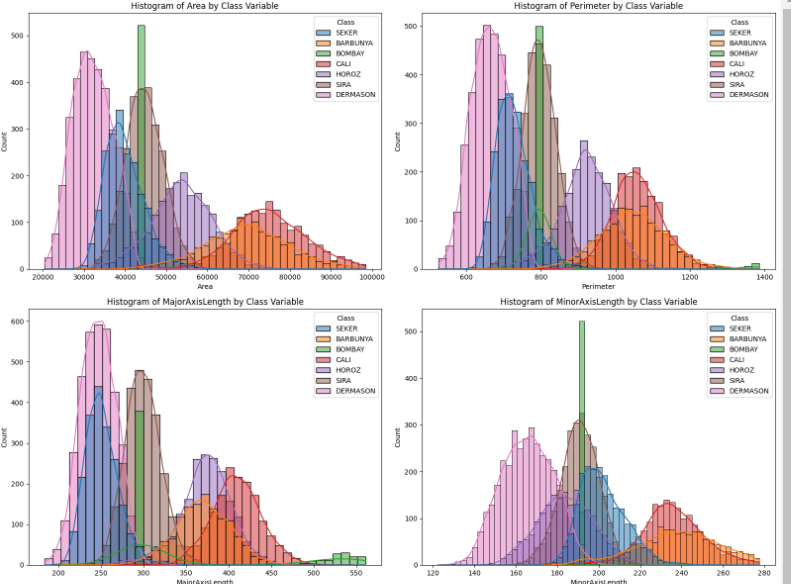 Histogram of Area by Class Variable
Class
SEKER
BARBUNYA
BOMBAY
CALI
HOROZ
SIRA
DERMASON
Count
500
400
300
200
100
0
20000 30000 40000 50000 60000 70000 80000 90000 100000
Area
Histogram of Perimeter by Class Variable
Class
SEKER
BARBUNYA
BOMBAY
CALI
HOROZ
SIRA
DERMASON
Count
500
400
300
200
100
0
600 800 1000 1200 1400
Perimeter
Histogram of MajorAxisLength by Class Variable
Class
SEKER
BARBUNYA
BOMBAY
CALI
HOROZ
SIRA
DERMASON
Count
600
500
400
300
200
100
0
200 250 300 350 400 450 500 550
MajorAxisLength
Histogram of MinorAxisLength by Class Variable
Class
SEKER
BARBUNYA
BOMBAY
CALI
HOROZ
SIRA
DERMASON
Count
500
400
300
200
100
0
120 140 160 180 200 220 240 260 280
MinorAxisLength